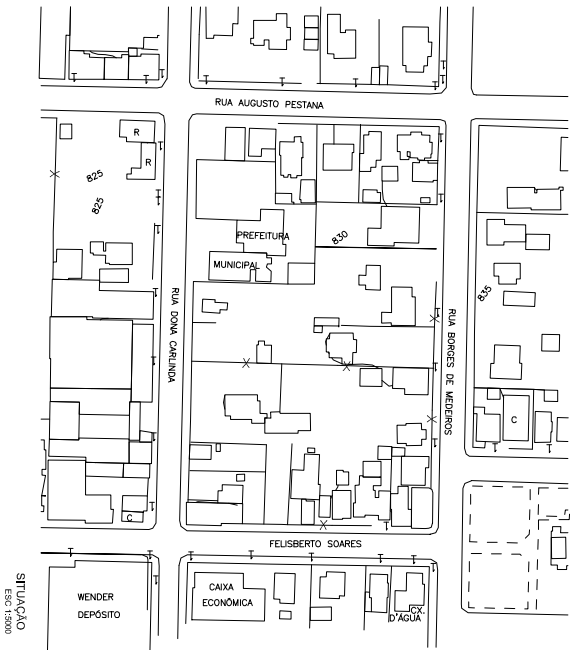 RUA AUGUSTO PESTANA
R
R
825
825
PREFEITURA
MUNICIPAL
830
835
RUA DONA CARLINDA
RUA BORGES DE MEDEIROS
C
C
FELISBERTO SOARES
WENDER
DEPÓSITO
CAIXA
ECONÔMICA
CX.
D'ÁGUA
SITUAÇÃO
ESC 1:5000